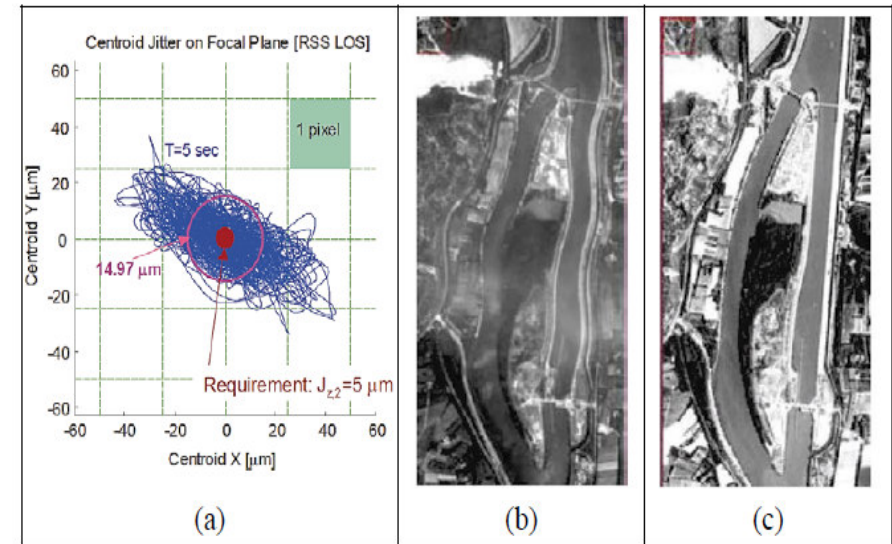 Centroid Jitter on Focal Plane [RSS LOS]
60
40
1 pixel
T=5 sec
20
Centroid Y [μm]
0
14.97 μm
-20
-40
Requirement: Jz,2=5 μm
-60
-60 -40 -20 0 20 40 60
Centroid X [μm]
(a)
(b)
(c)